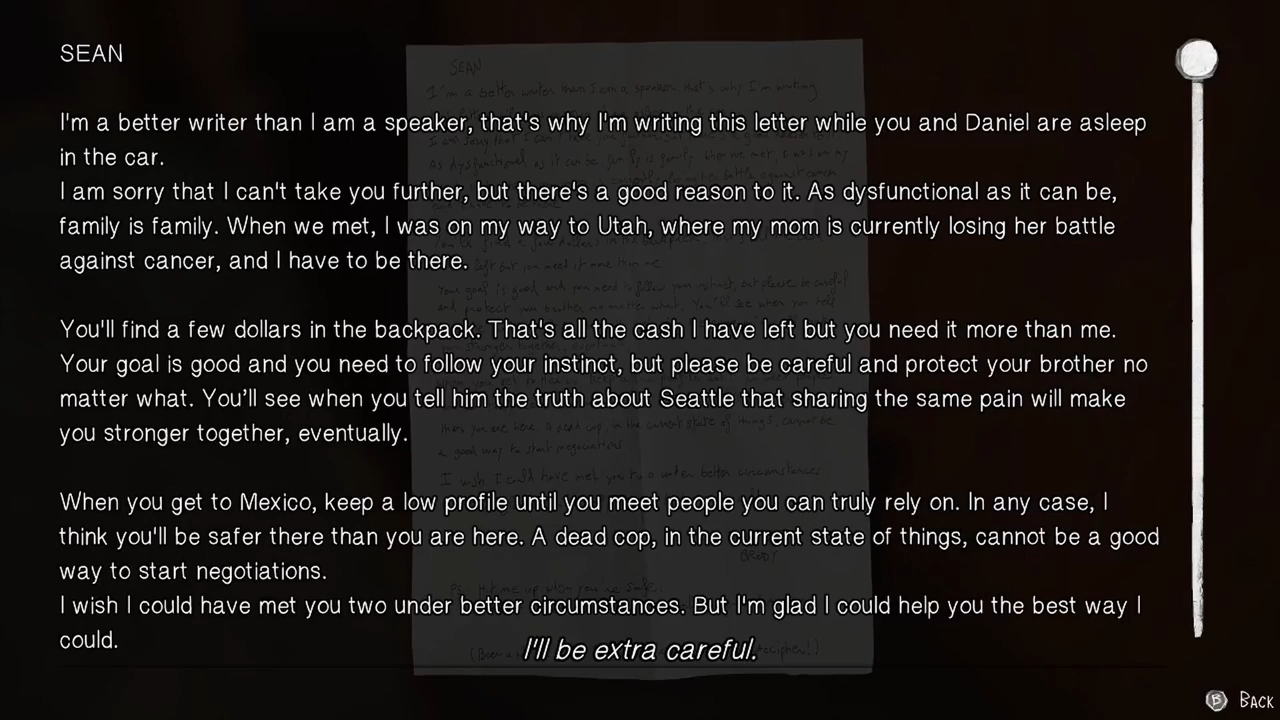 SEAN
I'm a better writer than I am a speaker, that's why I'm writing this letter while you and Daniel are asleep
in the car.
I am sorry that I can't take you further, but there's a good reason to it. As dysfunctional as it can be,
family is family. When we met, I was on my way to Utah, where my mom is currently losing her battle
against cancer, and I have to be there.
You'll find a few dollars in the backpack. That's all the cash I have left but you need it more than me.
Your goal is good and you need to follow your instinct, but please be careful and protect your brother no
matter what. You'll see when you tell him the truth about Seattle that sharing the same pain will make
you stronger together, eventually.
When you get to Mexico, keep a low profile until you meet people you can truly rely on. In any case, I
think you'll be safer there than you are here. A dead cop, in the current state of things, cannot be a good
way to start negotiations.
I wish I could have met you two under better circumstances. But I'm glad I could help you the best way I
could.
I'll be extra careful.
B BACK